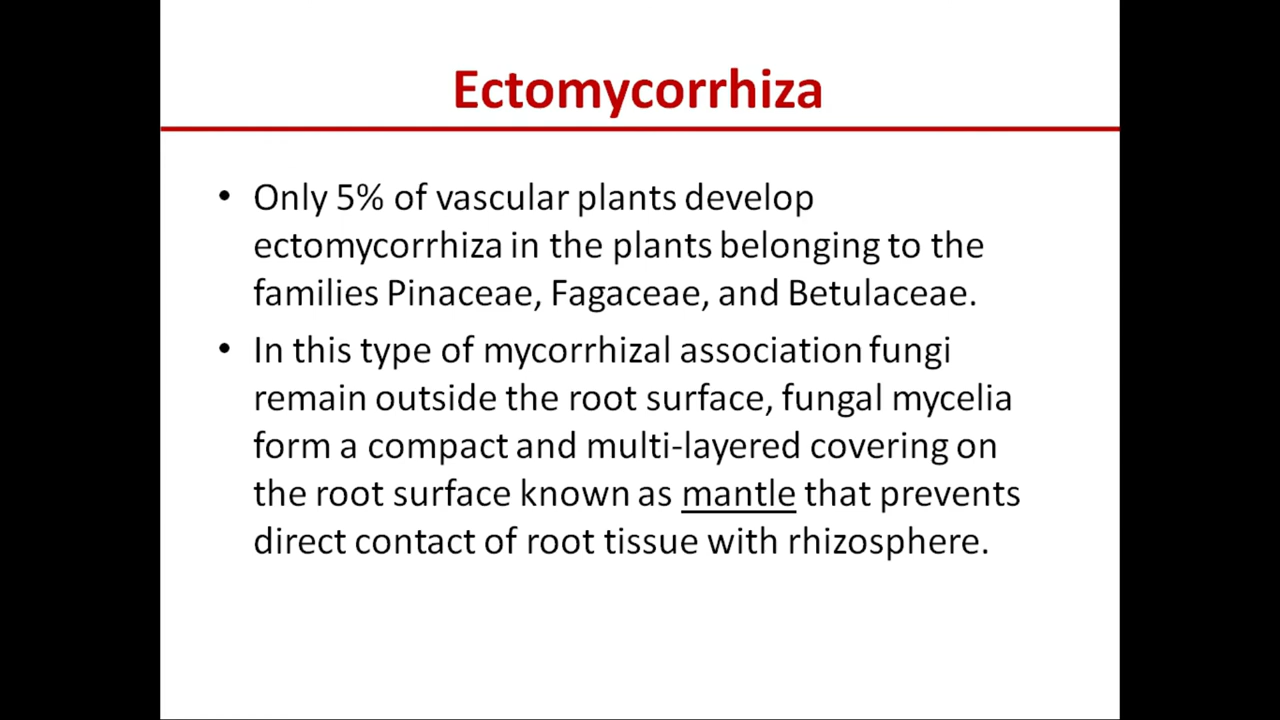 Ectomycorrhiza
• Only 5% of vascular plants develop
ectomycorrhiza in the plants belonging to the
families Pinaceae, Fagaceae, and Betulaceae.
• In this type of mycorrhizal association fungi
remain outside the root surface, fungal mycelia
form a compact and multi-layered covering on
the root surface known as mantle that prevents
direct contact of root tissue with rhizosphere.